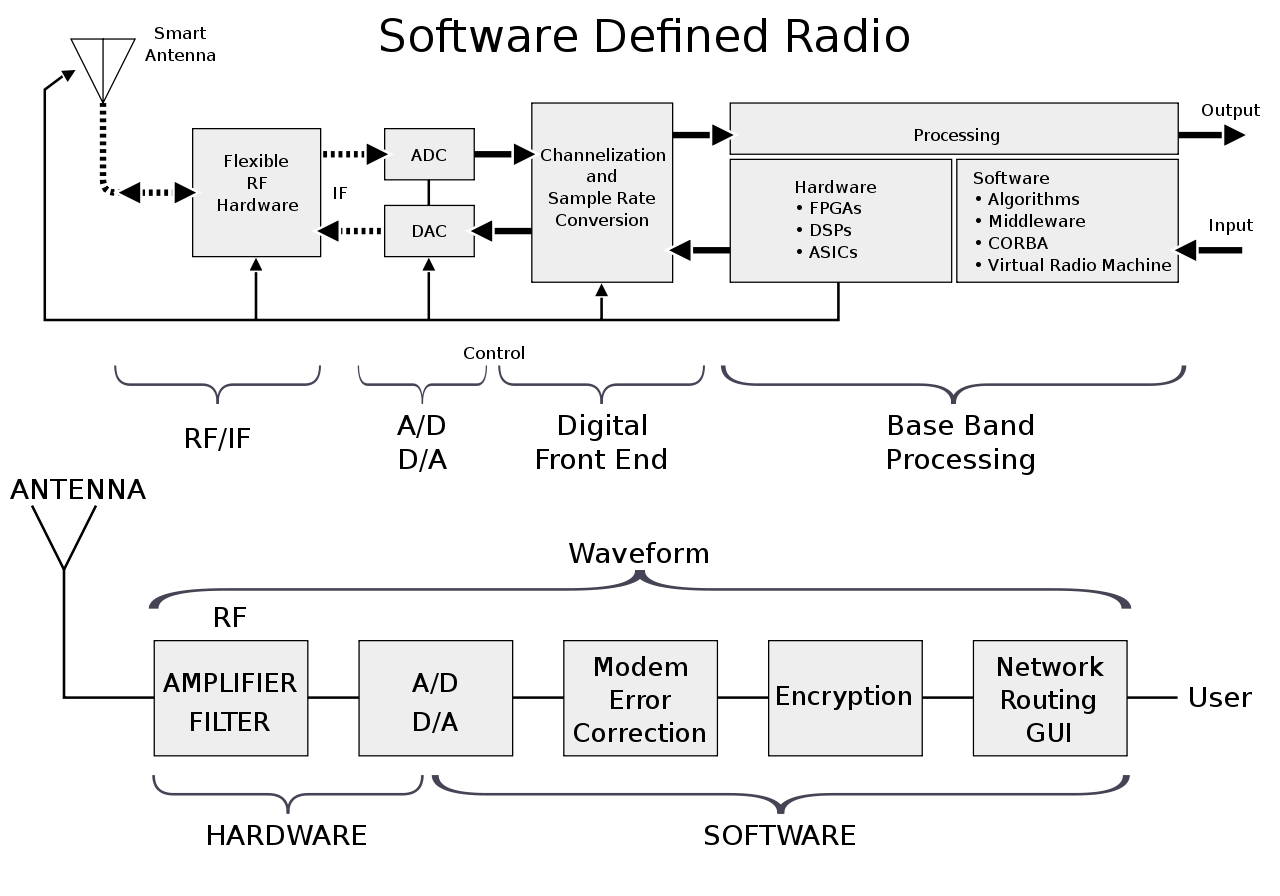 Software Defined Radio
Smart
Antenna
Flexible
RF
Hardware
IF
ADC
DAC
Channelization
and
Sample Rate
Conversion
Processing
Hardware
• FPGAs
• DSPs
• ASICs
Software
• Algorithms
• Middleware
• CORBA
• Virtual Radio Machine
Output
Input
Control
RF/IF
A/D
D/A
Digital
Front End
Base Band
Processing
ANTENNA
Waveform
RF
AMPLIFIER
FILTER
A/D
D/A
Modem
Error
Correction
Encryption
Network
Routing
GUI
User
HARDWARE
SOFTWARE